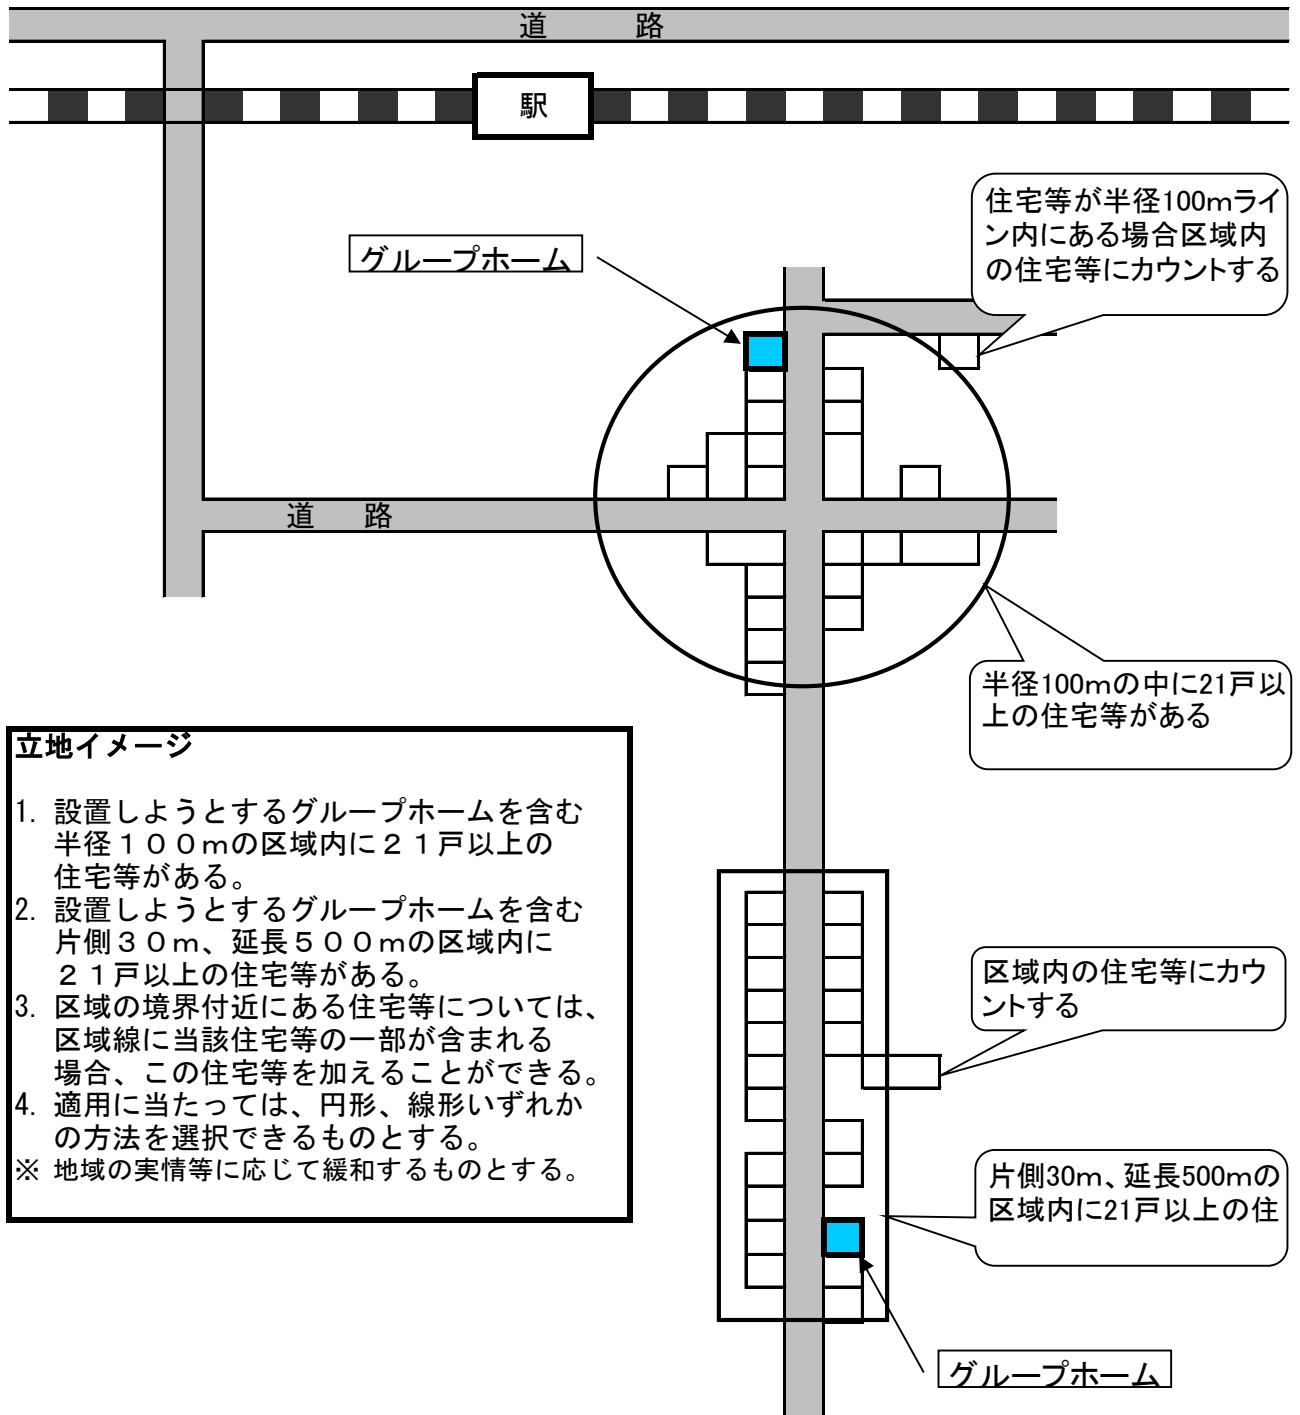 道　路
駅
住宅等が半径100mライ
ン内にある場合区域内
の住宅等にカウントする
グループホーム
道　路
半径100mの中に21戸以
上の住宅等がある
立地イメージ
1. 設置しようとするグループホームを含む
半径１００ｍの区域内に２１戸以上の
住宅等がある。
2. 設置しようとするグループホームを含む
片側３０ｍ、延長５００ｍの区域内に
２１戸以上の住宅等がある。
3. 区域の境界付近にある住宅等については、
区域線に当該住宅等の一部が含まれる
場合、この住宅等を加えることができる。
4. 適用に当たっては、円形、線形いずれか
の方法を選択できるものとする。
※ 地域の実情等に応じて緩和するものとする。
区域内の住宅等にカウ
ントする
片側30m、延長500mの
区域内に21戸以上の住
グループホーム